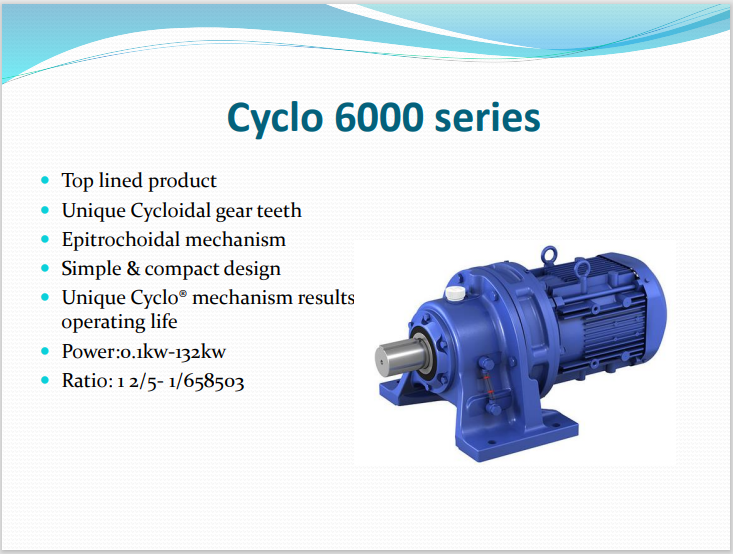 Cyclo 6000 series
Top lined product
Unique Cycloidal gear teeth
Epitrochoidal mechanism
Simple & compact design
Unique Cyclo® mechanism results
operating life
Power:0.1kw-132kw
Ratio: 1 2/5- 1/658503